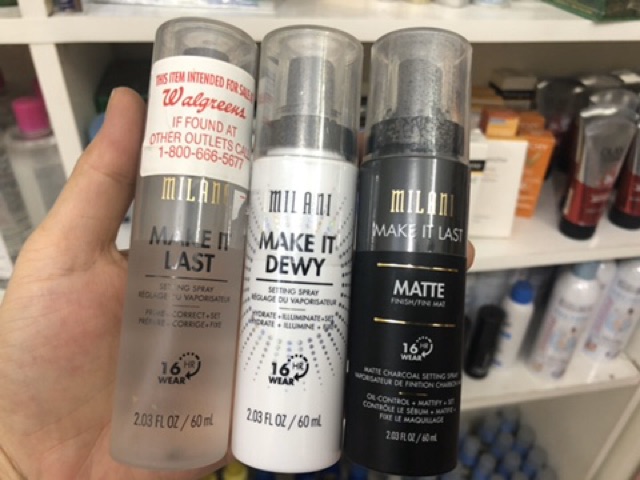 THIS ITEM INTENDED FOR SALE
Walgreens
IF FOUND AT
OTHER OUTLETS CALL
1-800-666-5677
MILANI
MAKE IT
LAST
SETTING SPRAY
RÉGLAGE DU VAPORISATEUR
PRIME+CORRECT+SET
PRÉPARE+CORRIGE+FIXE
16 HR
WEAR
2.03 FL OZ / 60 mL
MILANI
MAKE IT
DEWY
SETTING SPRAY
RÉGLAGE DU VAPORISATEUR
HYDRATE+ILLUMINATE+SET
HYDRATE + ILLUMINE + FIXE
16 HR
WEAR
2.03 FL OZ / 60 mL
MILANI
MAKE IT LAST
MATTE
FINISH/FINI MAT
16 HR
WEAR
MATTE CHARCOAL SETTING SPRAY
VAPORISATEUR DE FINITION CHARBON
OIL-CONTROL + MATTIFY + SET
CONTRÔLE LE SÉBUM + MATIFIE +
FIXE LE MAQUILLAGE
2.03 FL OZ / 60 mL